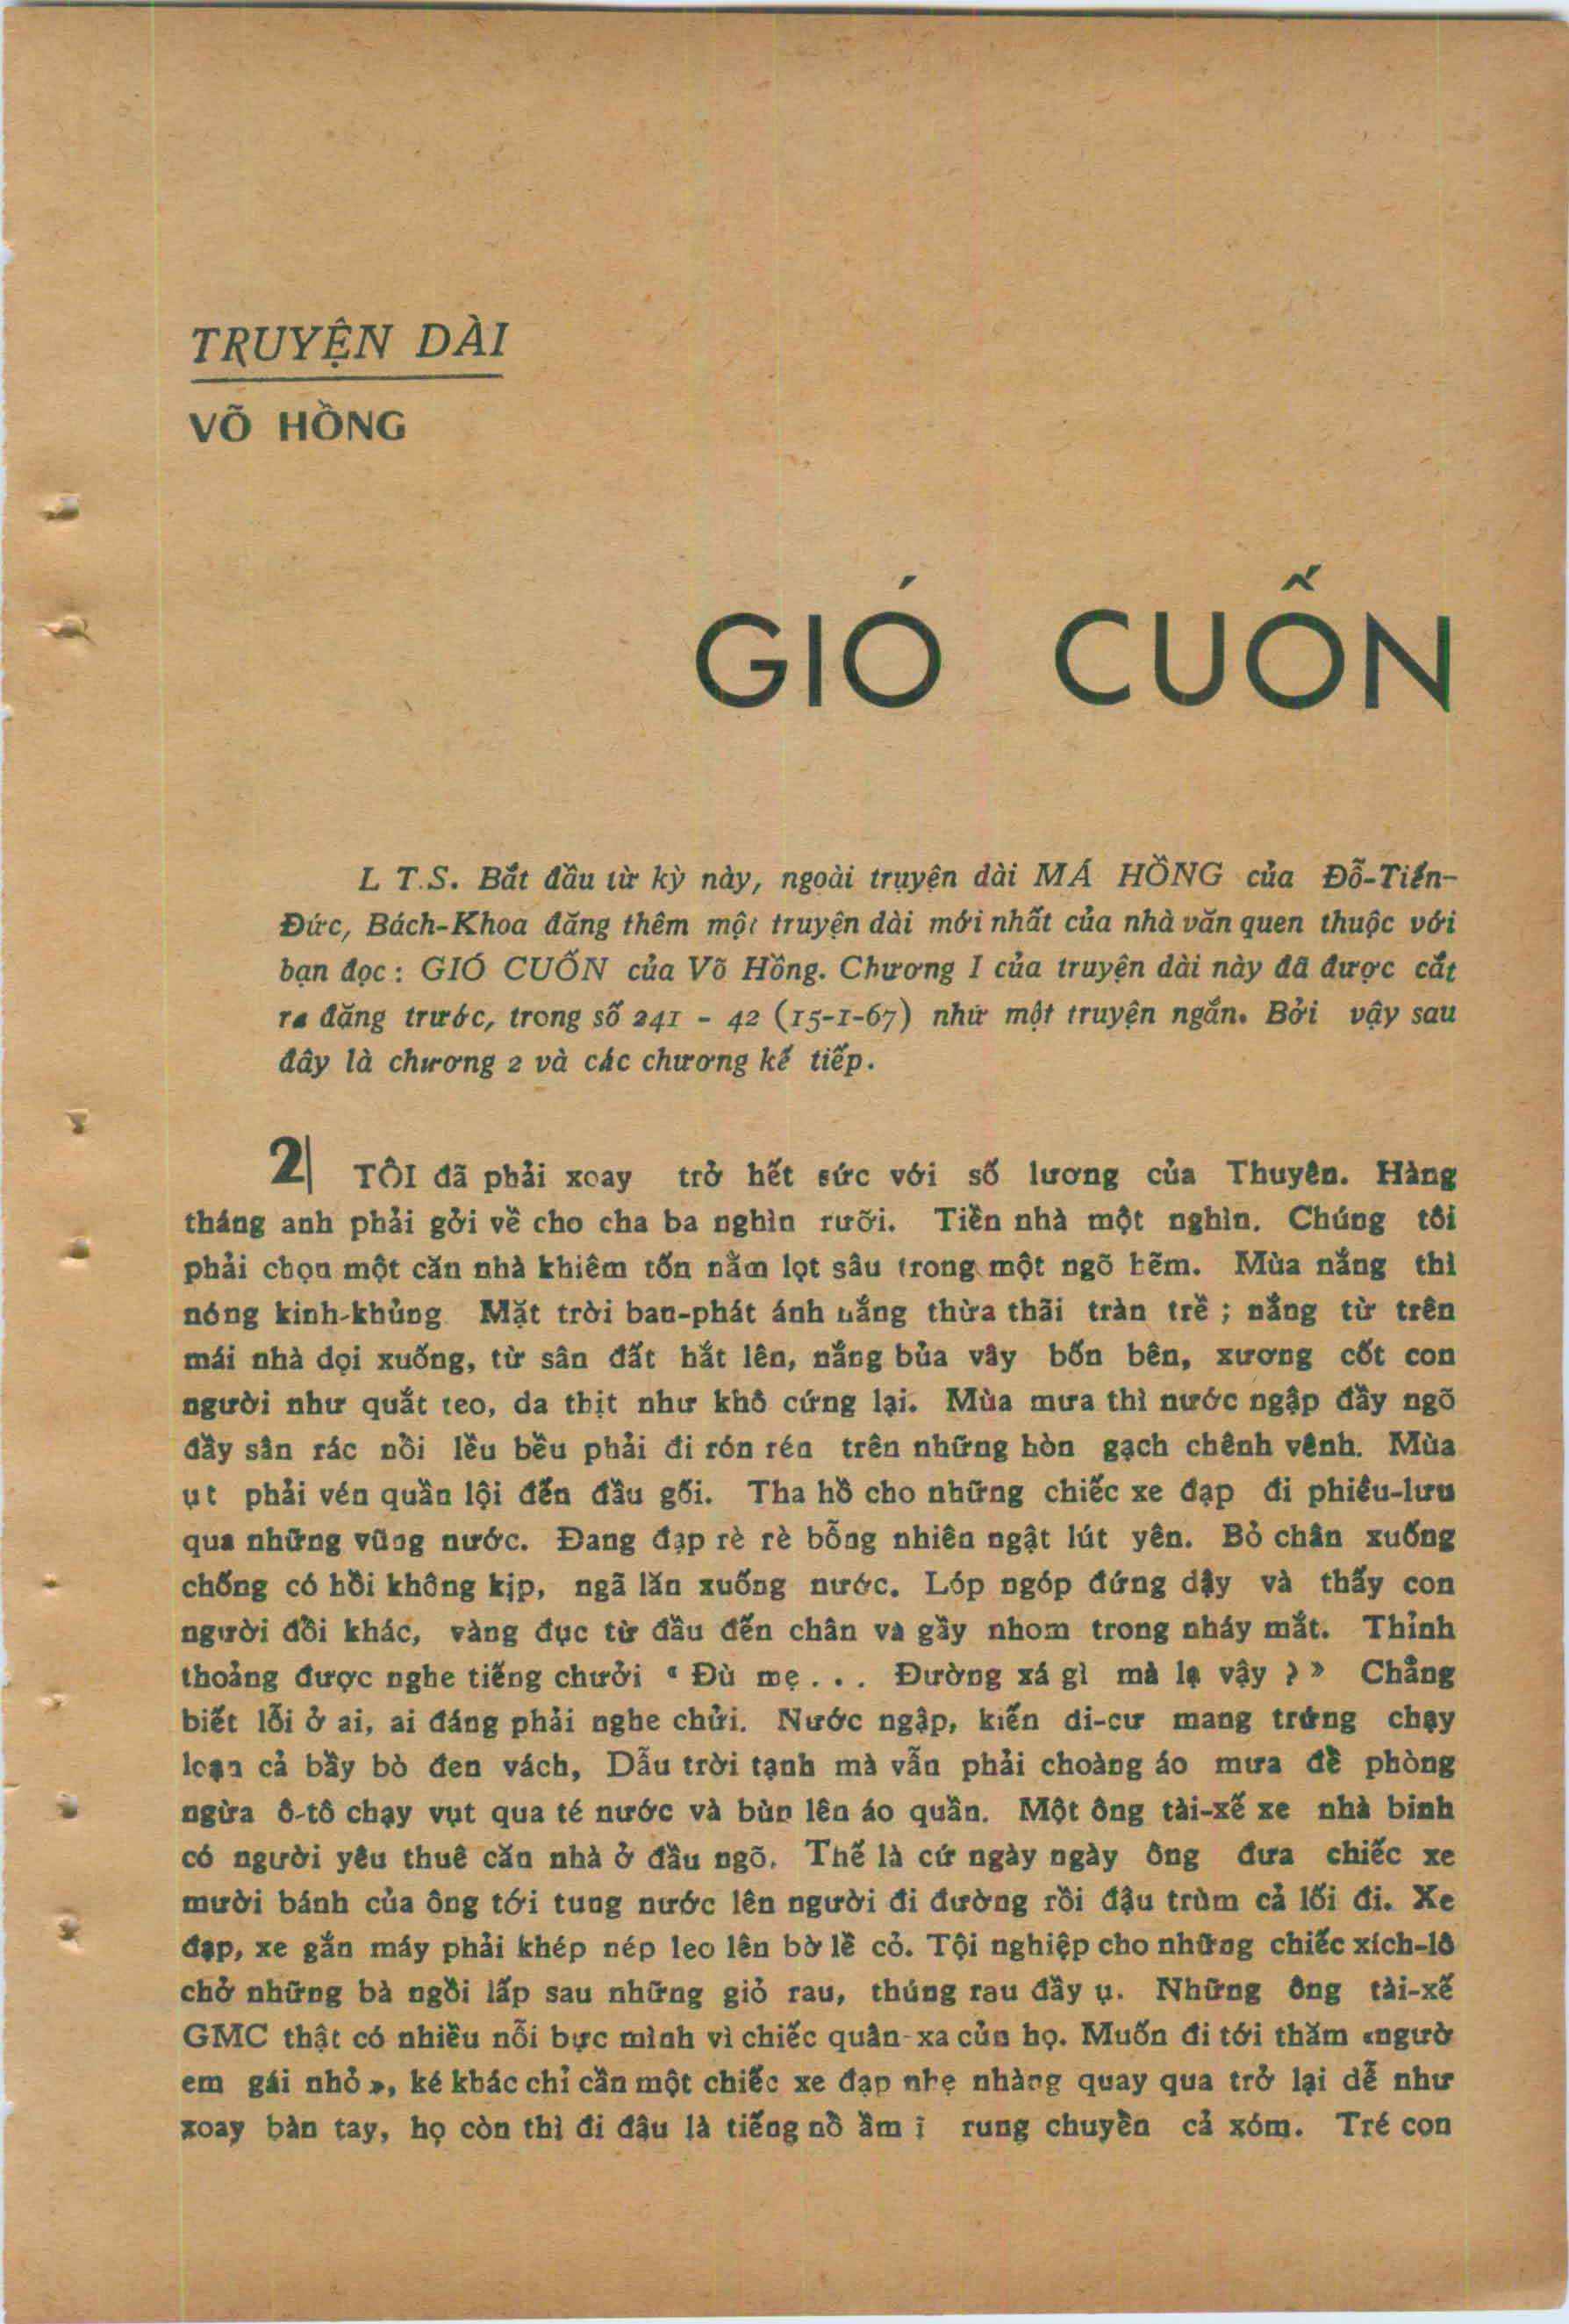 TRUYỆN DÀI
VÕ HỒNG
GIÓ CUỐN
L T.S. Bắt đầu từ kỳ này, ngoài truyện dài MÁ HỒNG của Đỗ-Tiến-
Đức, Bách-Khoa đăng thêm một truyện dài mới nhất của nhà văn quen thuộc với
bạn đọc : GIÓ CUỐN của Võ Hồng. Chương I của truyện dài này đã được cắt
ra đăng trước, trong số 241 - 42 (15-1-67) như một truyện ngắn. Bởi vậy sau
đây là chương 2 và các chương kế tiếp.
2| TÔI đã phải xoay trở hết sức với số lương của Thuyên. Hàng
tháng anh phải gởi về cho cha ba nghìn rưỡi. Tiền nhà một nghìn. Chúng tôi
phải chọn một căn nhà khiêm tốn nằm lọt sâu trong một ngõ hẽm. Mùa nắng thì
nóng kinh-khủng Mặt trời ban-phát ánh nắng thừa thãi tràn trề ; nắng từ trên
mái nhà dọi xuống, từ sân đất hắt lên, nắng bủa vây bốn bên, xương cốt con
người như quắt teo, da thịt như khô cứng lại. Mùa mưa thì nước ngập đầy ngõ
đầy sân rác nổi lều bều phải đi rón rén trên những hòn gạch chênh vênh. Mùa
ụt phải vén quần lội đến đầu gối. Tha hồ cho những chiếc xe đạp đi phiêu-lưu
qua những vũng nước. Đang đạp rè rè bỗng nhiên ngật lút yên. Bỏ chân xuống
chống có hồi không kịp, ngã lăn xuống nước. Lóp ngóp đứng dậy và thấy con
người đổi khác, vàng đục từ đầu đến chân và gầy nhom trong nháy mắt. Thỉnh
thoảng được nghe tiếng chưởi « Đù mẹ . . . Đường xá gì mà lạ vậy ? » Chẳng
biết lỗi ở ai, ai đáng phải nghe chửi. Nước ngập, kiến di-cư mang trứng chạy
loạn cả bầy bò đen vách, Dẫu trời tạnh mà vẫn phải choàng áo mưa để phòng
ngừa ô-tô chạy vụt qua té nước và bùn lên áo quần. Một ông tài-xế xe nhà binh
có người yêu thuê căn nhà ở đầu ngõ. Thế là cứ ngày ngày ông đưa chiếc xe
mười bánh của ông tới tung nước lên người đi đường rồi đậu trùm cả lối đi. Xe
đạp, xe gắn máy phải khép nép leo lên bờ lề cỏ. Tội nghiệp cho những chiếc xích-lô
chở những bà ngồi lấp sau những giỏ rau, thúng rau đầy ụ. Những ông tài-xế
GMC thật có nhiều nỗi bực mình vì chiếc quân-xa của họ. Muốn đi tới thăm «ngườ
em gái nhỏ », ké khác chỉ cần một chiếc xe đạp nhẹ nhàng quay qua trở lại dễ như
xoay bàn tay, họ còn thì đi đâu là tiếng nổ ầm ĩ rung chuyển cả xóm. Tré con